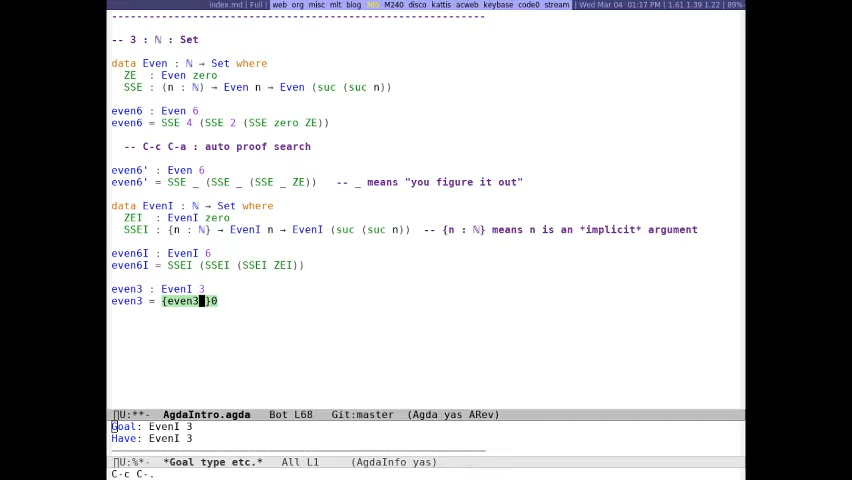 index.md | Full | web org misc mlt blog 365 M240 disco kattis acweb keybase code0 stream | Wed Mar 04 | 01:17 PM | 1.61 1.39 1.22 | 89%
------------------------------------------------------------
-- 3 : ℕ : Set
data Even : ℕ → Set where
ZE : Even zero
SSE : (n : ℕ) → Even n → Even (suc (suc n))
even6 : Even 6
even6 = SSE 4 (SSE 2 (SSE zero ZE))
-- C-c C-a : auto proof search
even6' : Even 6
even6' = SSE _ (SSE _ (SSE _ ZE)) -- _ means "you figure it out"
data EvenI : ℕ → Set where
ZEI : EvenI zero
SSEI : {n : ℕ} → EvenI n → EvenI (suc (suc n)) -- {n : ℕ} means n is an *implicit* argument
even6I : EvenI 6
even6I = SSEI (SSEI (SSEI ZEI))
even3 : EvenI 3
even3 = {even3 }0
U:**- AgdaIntro.agda Bot L68 Git:master (Agda yas ARev)
Goal: EvenI 3
Have: EvenI 3
U:%*- *Goal type etc.* All L1 (AgdaInfo yas)
C-c C-.